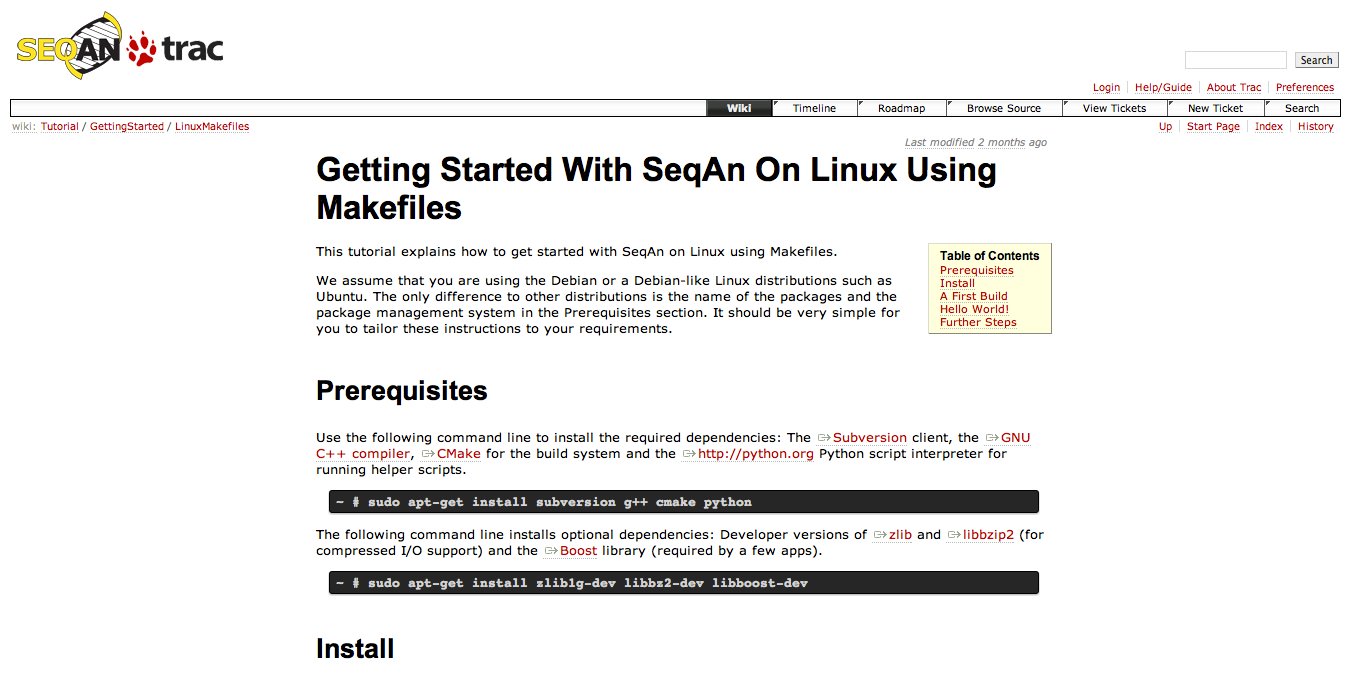 SEQAN trac
Search
Login Help/Guide About Trac Preferences
Wiki Timeline Roadmap Browse Source View Tickets New Ticket Search
wiki: Tutorial / GettingStarted / LinuxMakefiles
Up Start Page Index History
Last modified 2 months ago
Getting Started With SeqAn On Linux Using
Makefiles
This tutorial explains how to get started with SeqAn on Linux using Makefiles.
We assume that you are using the Debian or a Debian-like Linux distributions such as
Ubuntu. The only difference to other distributions is the name of the packages and the
package management system in the Prerequisites section. It should be very simple for
you to tailor these instructions to your requirements.
Table of Contents
Prerequisites
Install
A First Build
Hello World!
Further Steps
Prerequisites
Use the following command line to install the required dependencies: The Subversion client, the GNU
C++ compiler, CMake for the build system and the http://python.org Python script interpreter for
running helper scripts.
~ # sudo apt-get install subversion g++ cmake python
The following command line installs optional dependencies: Developer versions of zlib and libbzip2 (for
compressed I/O support) and the Boost library (required by a few apps).
~ # sudo apt-get install zlib1g-dev libbz2-dev libboost-dev
Install